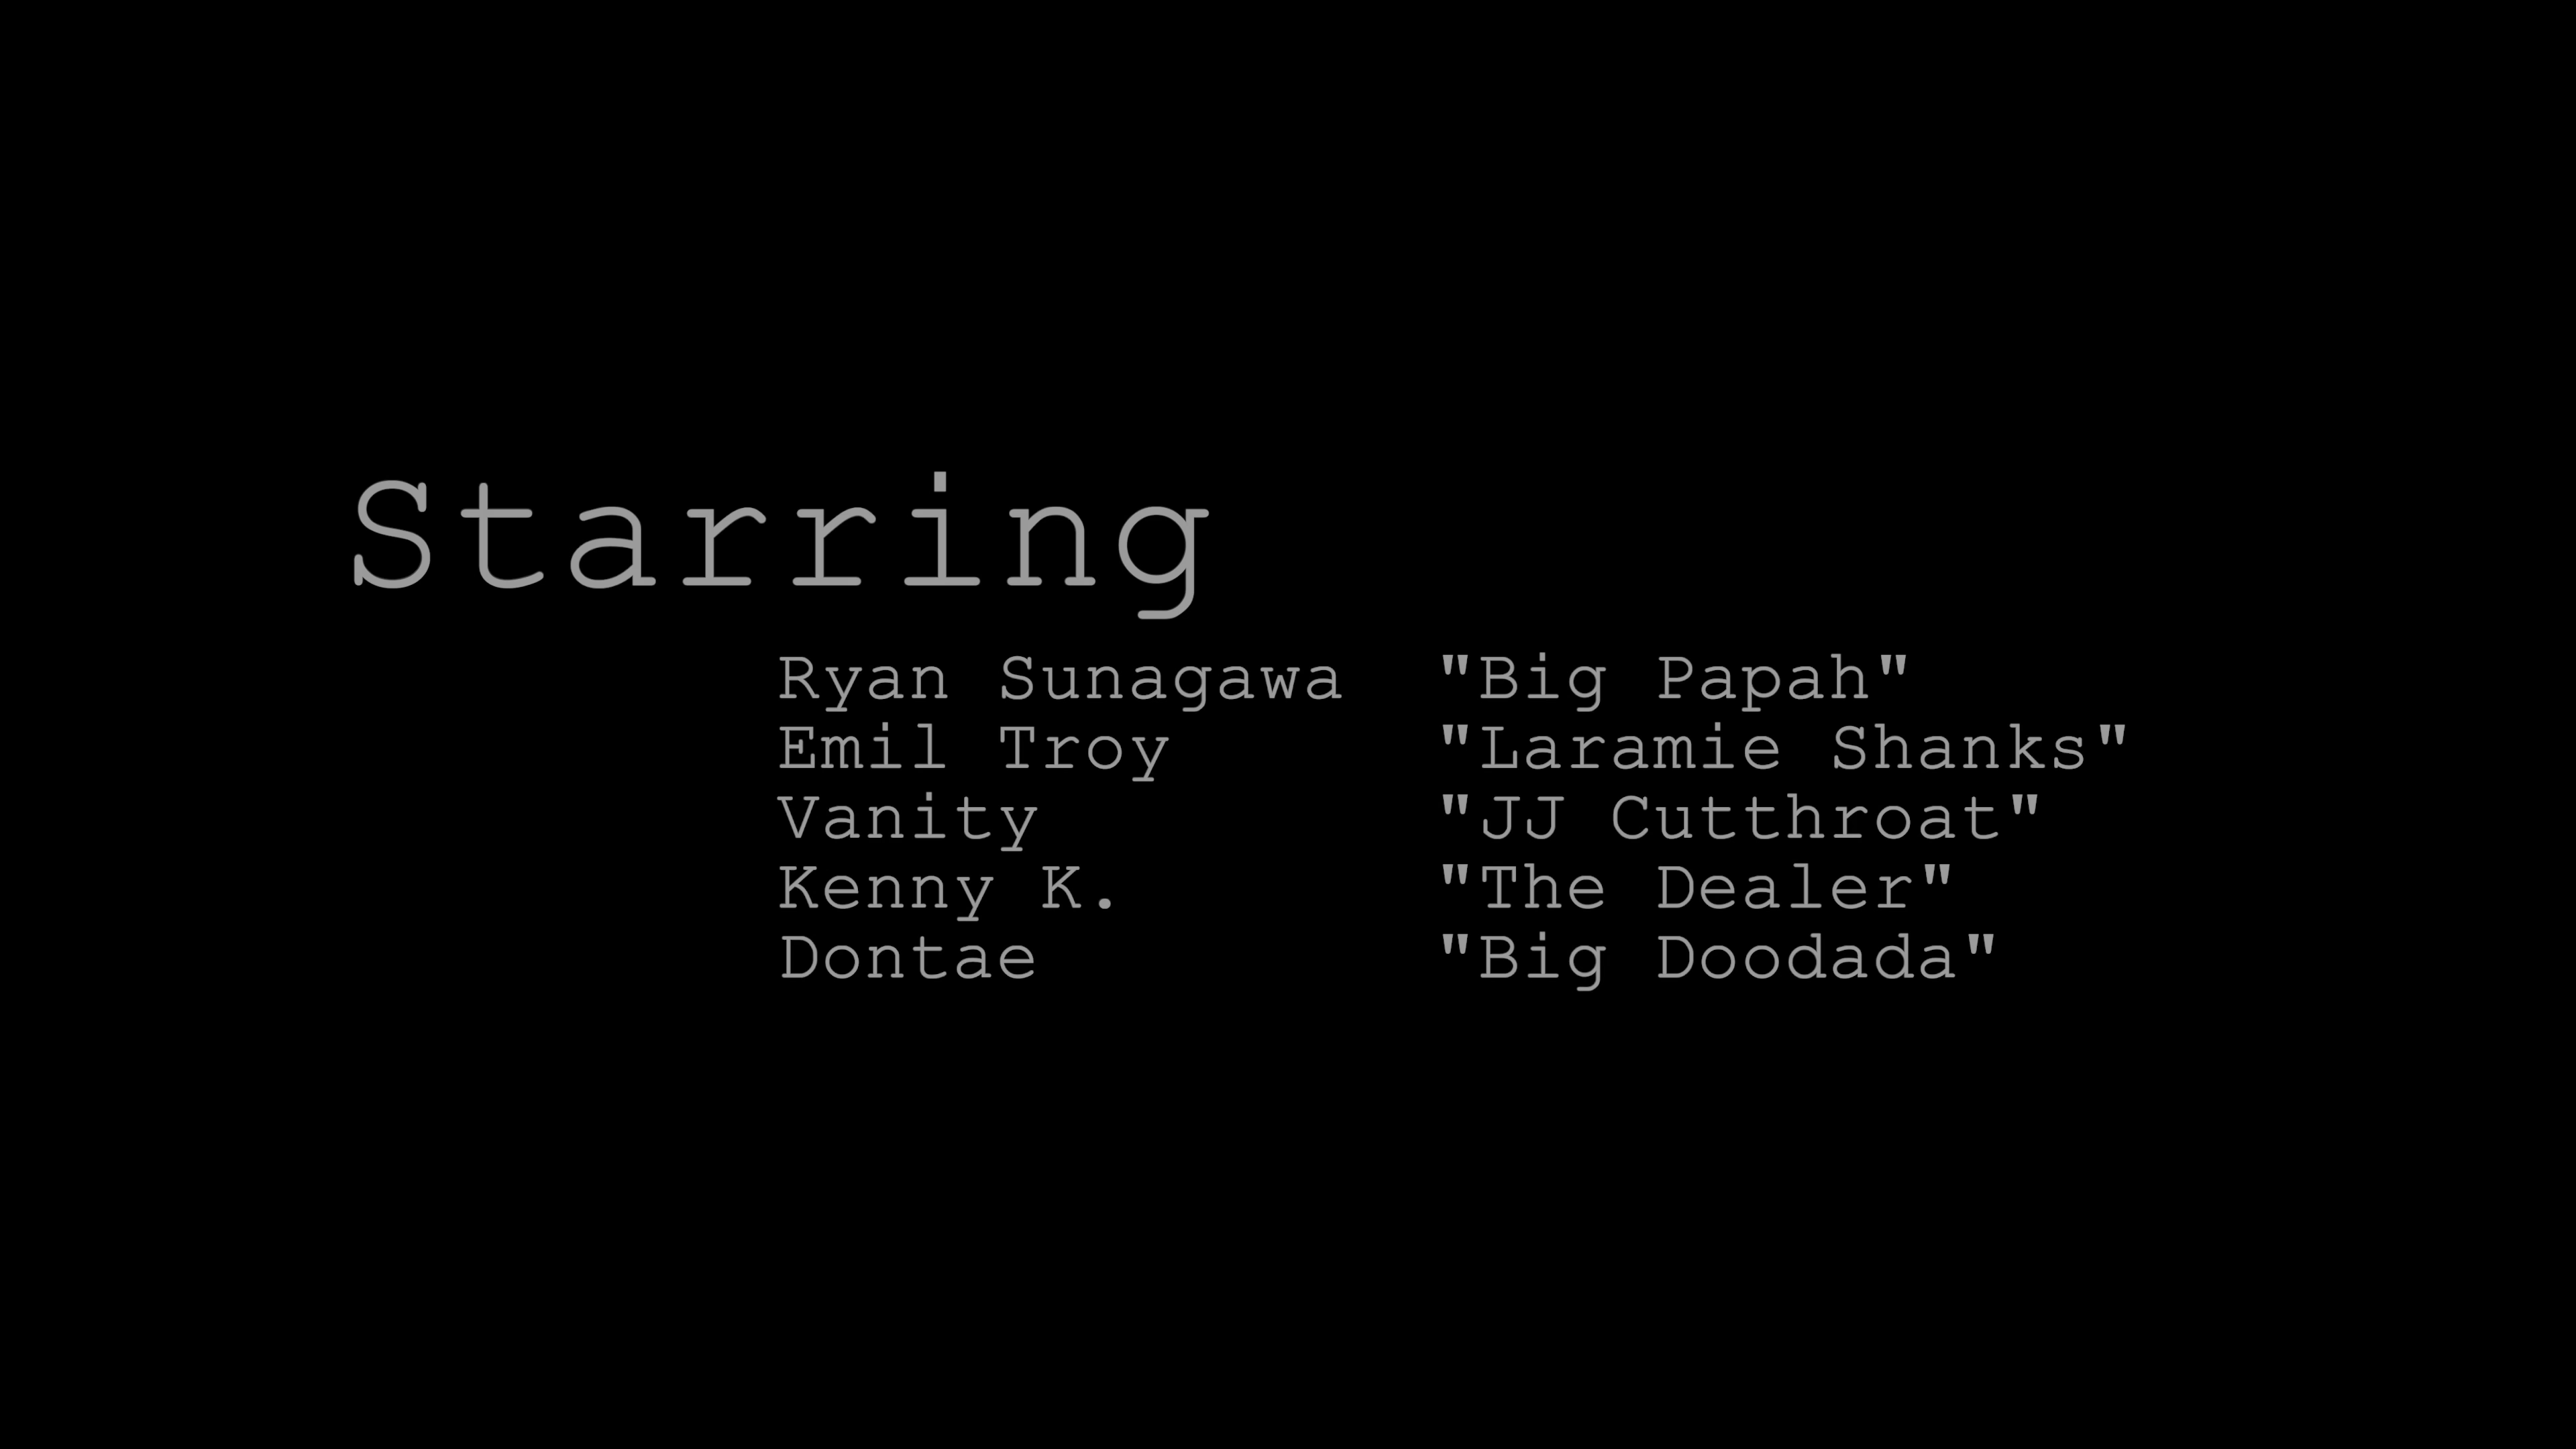 Starring
Ryan Sunagawa "Big Papah"
Emil Troy "Laramie Shanks"
Vanity "JJ Cutthroat"
Kenny K. "The Dealer"
Dontae "Big Doodada"